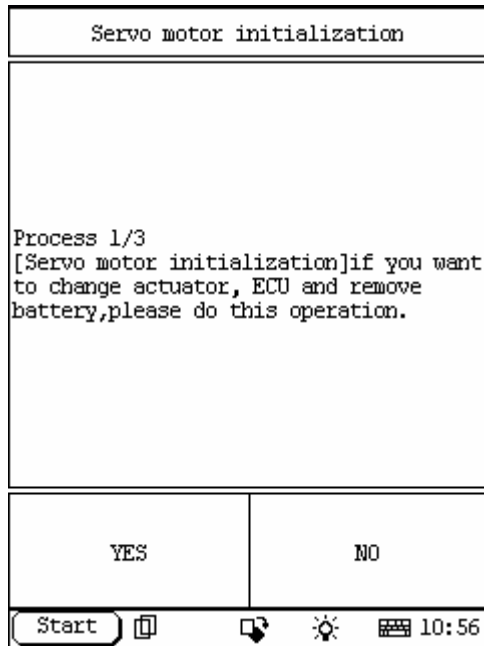 Servo motor initialization
Process 1/3
[Servo motor initialization]if you want
to change actuator, ECU and remove
battery,please do this operation.
YES
NO
Start
10:56